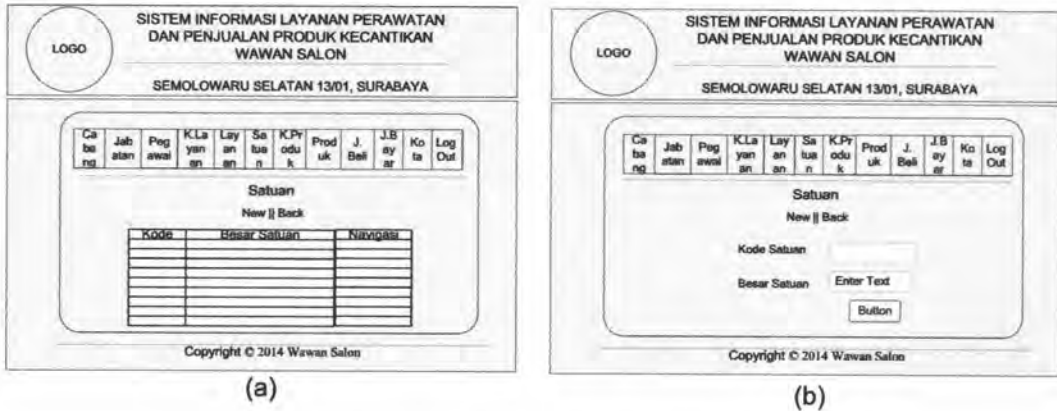 LOGO
SISTEM INFORMASI LAYANAN PERAWATAN
DAN PENJUALAN PRODUK KECANTIKAN
WAWAN SALON
SEMOLOWARU SELATAN 13/01, SURABAYA
Ca ba ng Jab atan Peg awai K.La yan an Lay an an Sa tua n K.Pr odu k Prod uk J. Beli J.B ay ar Ko ta Log Out
Satuan
New || Back
Kode Besar Satuan Navigasi
Copyright © 2014 Wawan Salon
(a)
LOGO
SISTEM INFORMASI LAYANAN PERAWATAN
DAN PENJUALAN PRODUK KECANTIKAN
WAWAN SALON
SEMOLOWARU SELATAN 13/01, SURABAYA
Ca ba ng Jab atan Peg awai K.La yan an Lay an an Sa tua n K.Pr odu k Prod uk J. Beli J.B ay ar Ko ta Log Out
Satuan
New || Back
Kode Satuan
Besar Satuan Enter Text
Button
Copyright © 2014 Wawan Salon
(b)